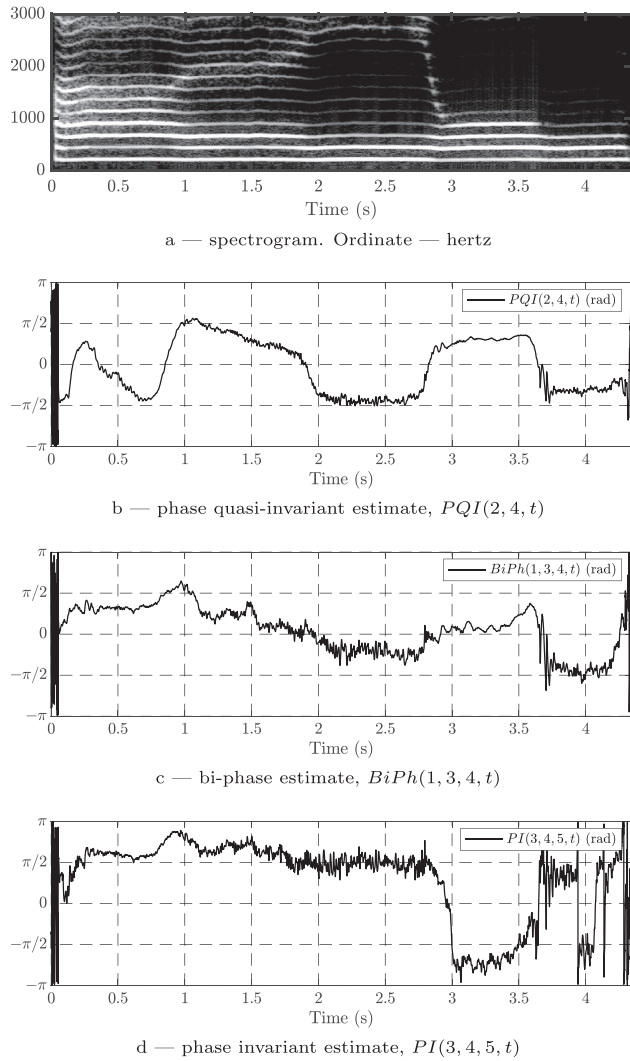 3000
2000
1000
0
0 0.5 1 1.5 2 2.5 3 3.5 4
Time (s)
a — spectrogram. Ordinate — hertz
π
π/2
0
−π/2
−π
PQI(2, 4, t) (rad)
0 0.5 1 1.5 2 2.5 3 3.5 4
Time (s)
b — phase quasi-invariant estimate, PQI(2, 4, t)
π
π/2
0
−π/2
−π
BiPh(1, 3, 4, t) (rad)
0 0.5 1 1.5 2 2.5 3 3.5 4
Time (s)
c — bi-phase estimate, BiPh(1, 3, 4, t)
π
π/2
0
−π/2
−π
PI(3, 4, 5, t) (rad)
0 0.5 1 1.5 2 2.5 3 3.5 4
Time (s)
d — phase invariant estimate, PI(3, 4, 5, t)